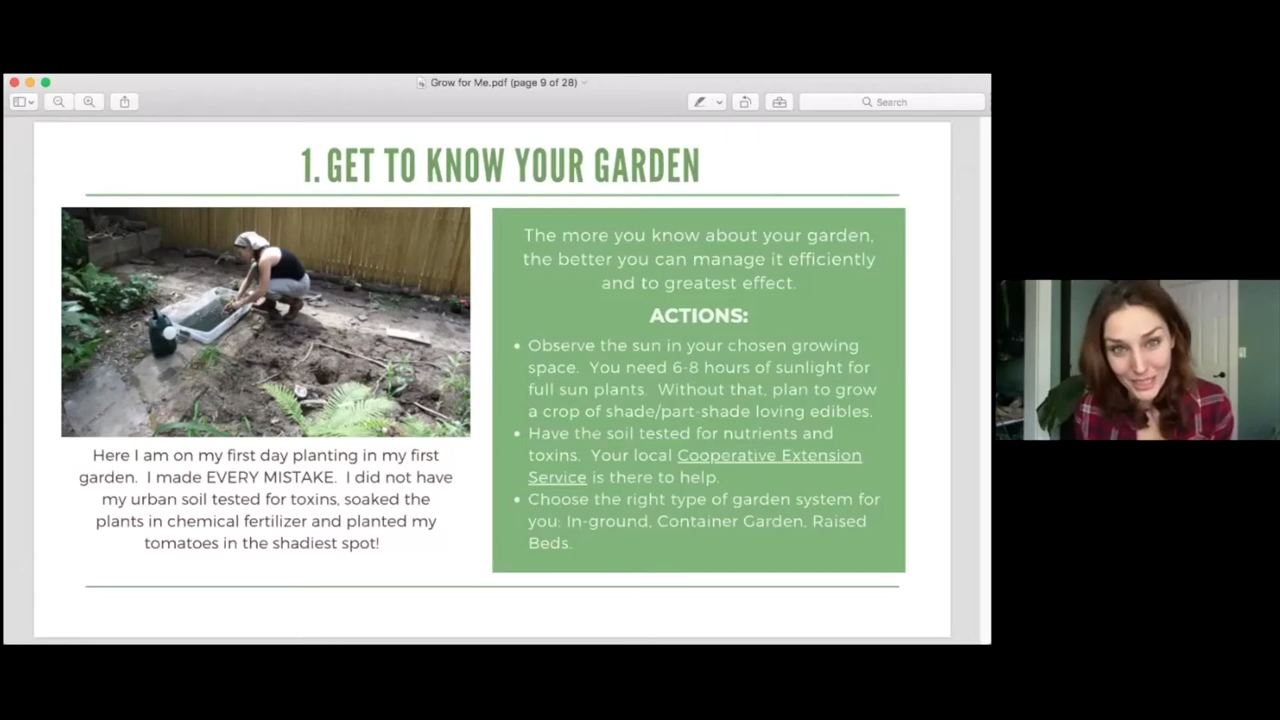 Grow for Me.pdf (page 9 of 28)
Search
1. GET TO KNOW YOUR GARDEN
The more you know about your garden,
the better you can manage it efficiently
and to greatest effect.
ACTIONS:
• Observe the sun in your chosen growing
space. You need 6-8 hours of sunlight for
full sun plants. Without that, plan to grow
a crop of shade/part-shade loving edibles.
• Have the soil tested for nutrients and
toxins. Your local Cooperative Extension
Service is there to help.
• Choose the right type of garden system for
you: In-ground, Container Garden, Raised
Beds.
Here I am on my first day planting in my first
garden. I made EVERY MISTAKE. I did not have
my urban soil tested for toxins, soaked the
plants in chemical fertilizer and planted my
tomatoes in the shadiest spot!